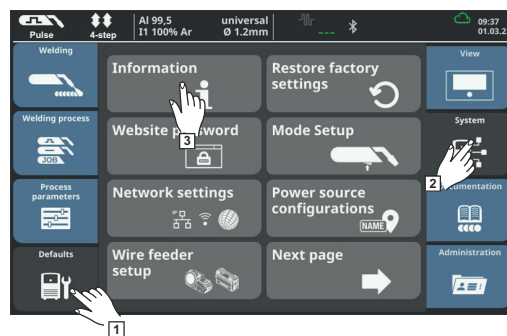 Pulse
4-step
Al 99,5 universal
I1 100% Ar Ø 1.2mm
---
09:37
01.03.2
Welding
Welding process
JOB
Process
parameters
Defaults
Information
Restore factory
settings
Website password
Mode Setup
Network settings
Power source
configurations
NAME
Wire feeder
setup
Next page
View
System
Administration
1
2
3